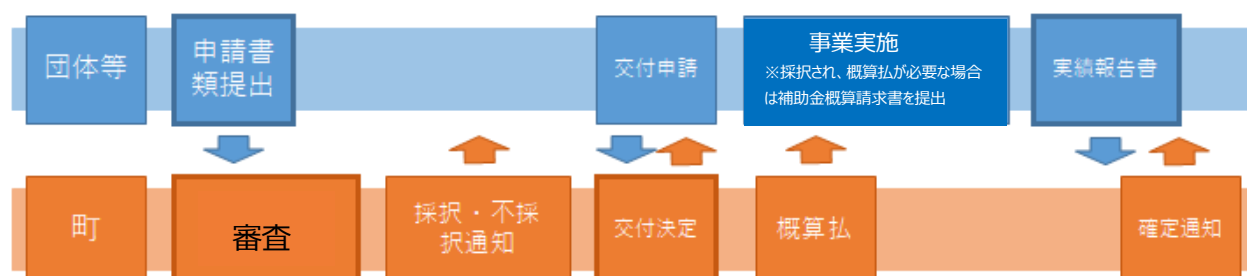 団体等
申請書
類提出
交付申請
事業実施
※採択され、概算払が必要な場合
は補助金概算請求書を提出
実績報告書
町
審査
採択・不採
択通知
交付決定
概算払
確定通知